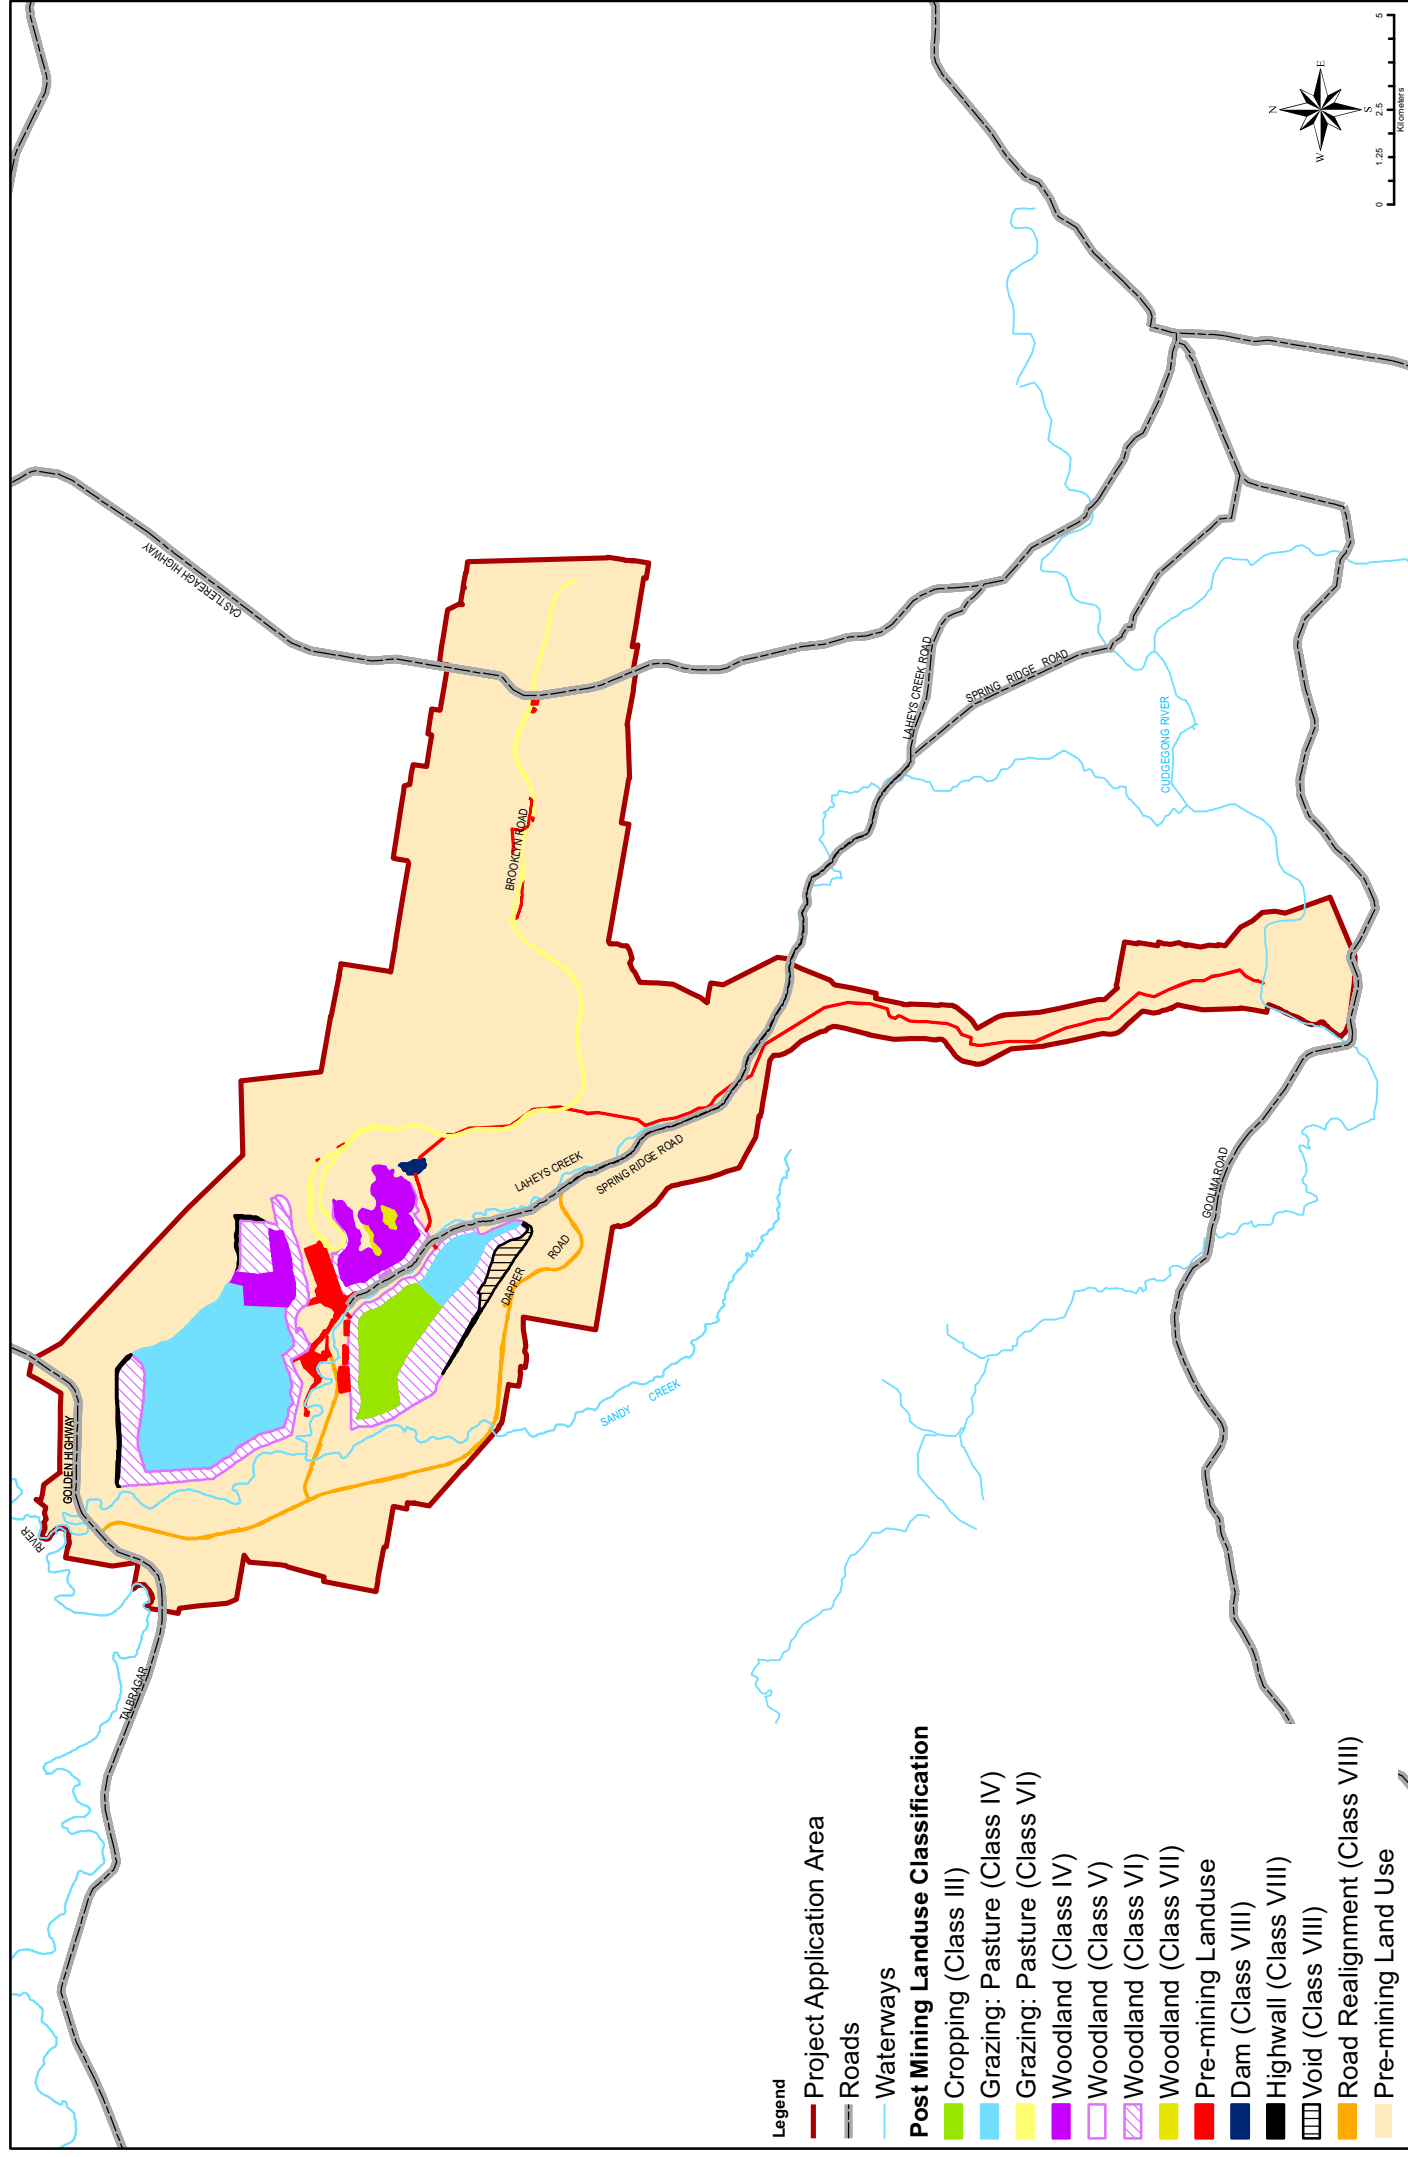 GOLDEN HIGHWAY
CASTLEREAGH HIGHWAY
RIVER
TALBRAGAR
BROOKLYN ROAD
LAHEYS CREEK
SPRING RIDGE ROAD
DAPPER
ROAD
SANDY CREEK
LAHEYS CREEK ROAD
SPRING RIDGE ROAD
CUDGEGONG RIVER
GOOLMA ROAD
Legend
Project Application Area
Roads
Waterways
Post Mining Landuse Classification
Cropping (Class III)
Grazing: Pasture (Class IV)
Grazing: Pasture (Class VI)
Woodland (Class IV)
Woodland (Class V)
Woodland (Class VI)
Woodland (Class VII)
Pre-mining Landuse
Dam (Class VIII)
Highwall (Class VIII)
Void (Class VIII)
Road Realignment (Class VIII)
Pre-mining Land Use
N
W E
S
0 1.25 2.5 5
Kilometers